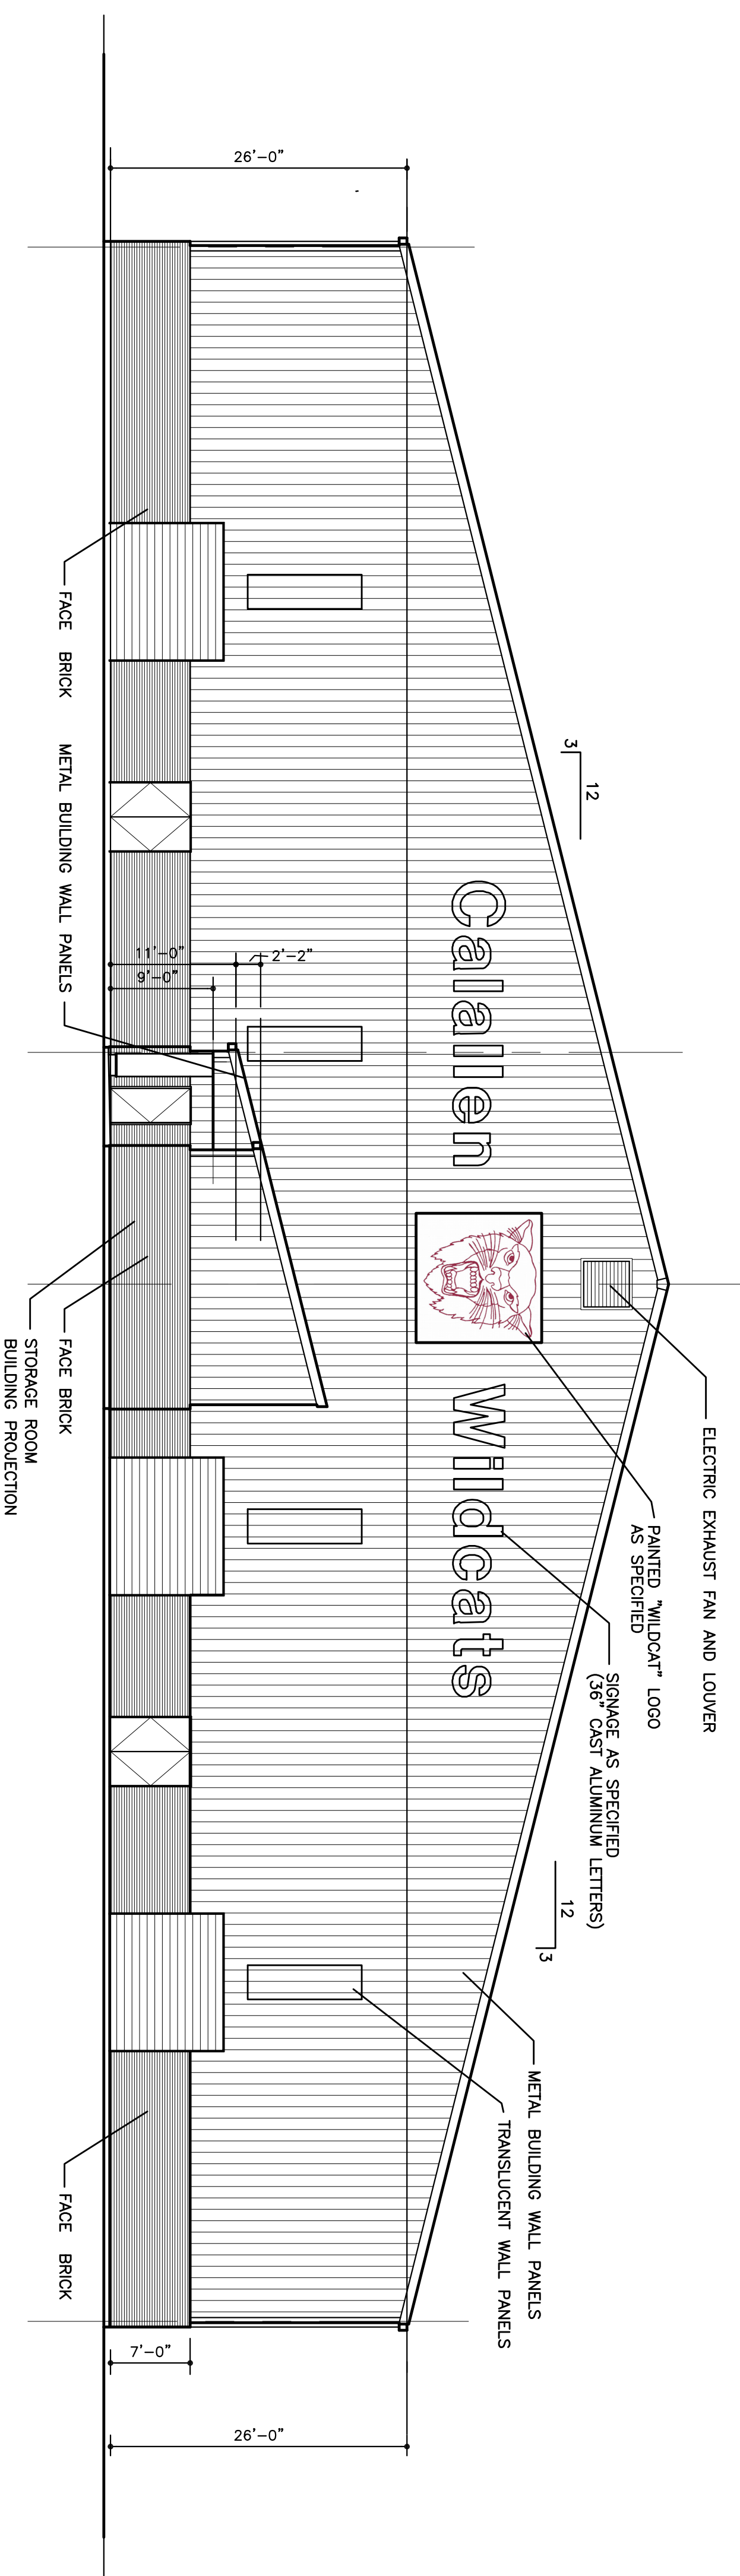 ELECTRIC EXHAUST FAN AND LOUVER
PAINTED "WILDCAT" LOGO
AS SPECIFIED
SIGNAGE AS SPECIFIED
(36" CAST ALUMINUM LETTERS)
12
3
12
3
METAL BUILDING WALL PANELS
TRANSLUCENT WALL PANELS
Calallen Wildcats
26'-0"
11'-0"
2'-2"
9'-0"
7'-0"
26'-0"
FACE BRICK
METAL BUILDING WALL PANELS
FACE BRICK
STORAGE ROOM
BUILDING PROJECTION
FACE BRICK